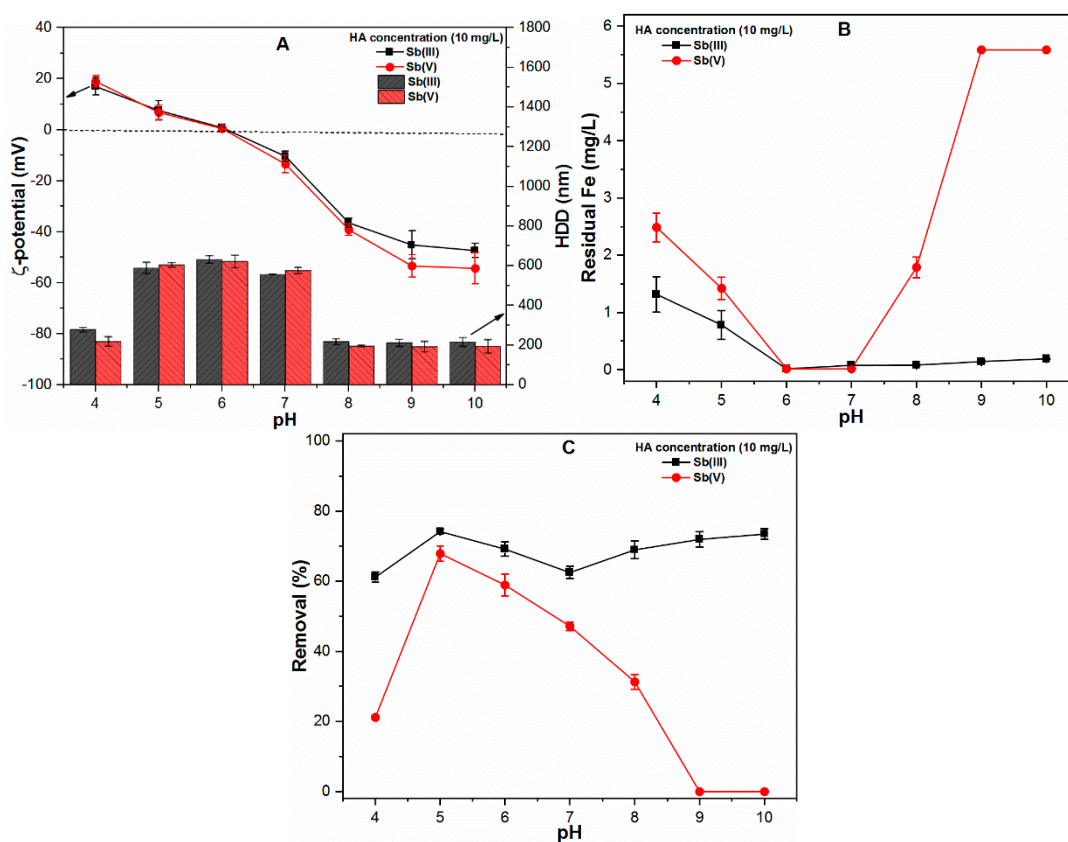 A
HA concentration (10 mg/L)
Sb(III)
Sb(V)
Sb(III)
Sb(V)
ζ-potential (mV)
40
20
0
-20
-40
-60
-80
-100
HDD (nm)
1800
1600
1400
1200
1000
800
600
400
200
0
4 5 6 7 8 9 10
pH
B
HA concentration (10 mg/L)
Sb(III)
Sb(V)
Residual Fe (mg/L)
6
5
4
3
2
1
0
4 5 6 7 8 9 10
pH
C
HA concentration (10 mg/L)
Sb(III)
Sb(V)
Removal (%)
100
80
60
40
20
0
4 5 6 7 8 9 10
pH